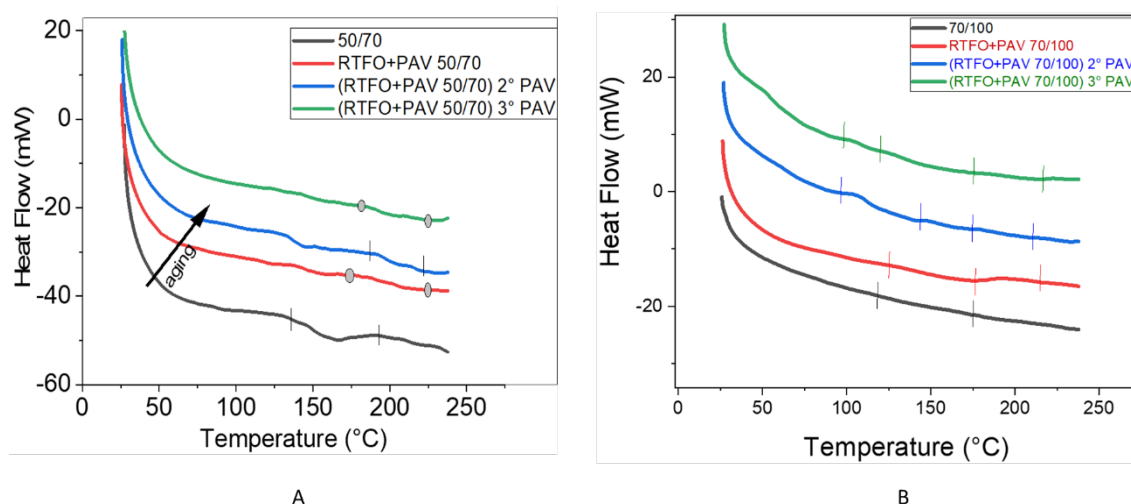 20
0
-20
-40
-60
Heat Flow (mW)
50/70
RTFO+PAV 50/70
(RTFO+PAV 50/70) 2° PAV
(RTFO+PAV 50/70) 3° PAV
aging
0 50 100 150 200 250
Temperature (°C)
A
20
0
-20
Heat Flow (mW)
70/100
RTFO+PAV 70/100
(RTFO+PAV 70/100) 2° PAV
(RTFO+PAV 70/100) 3° PAV
0 50 100 150 200 250
Temperature (°C)
B